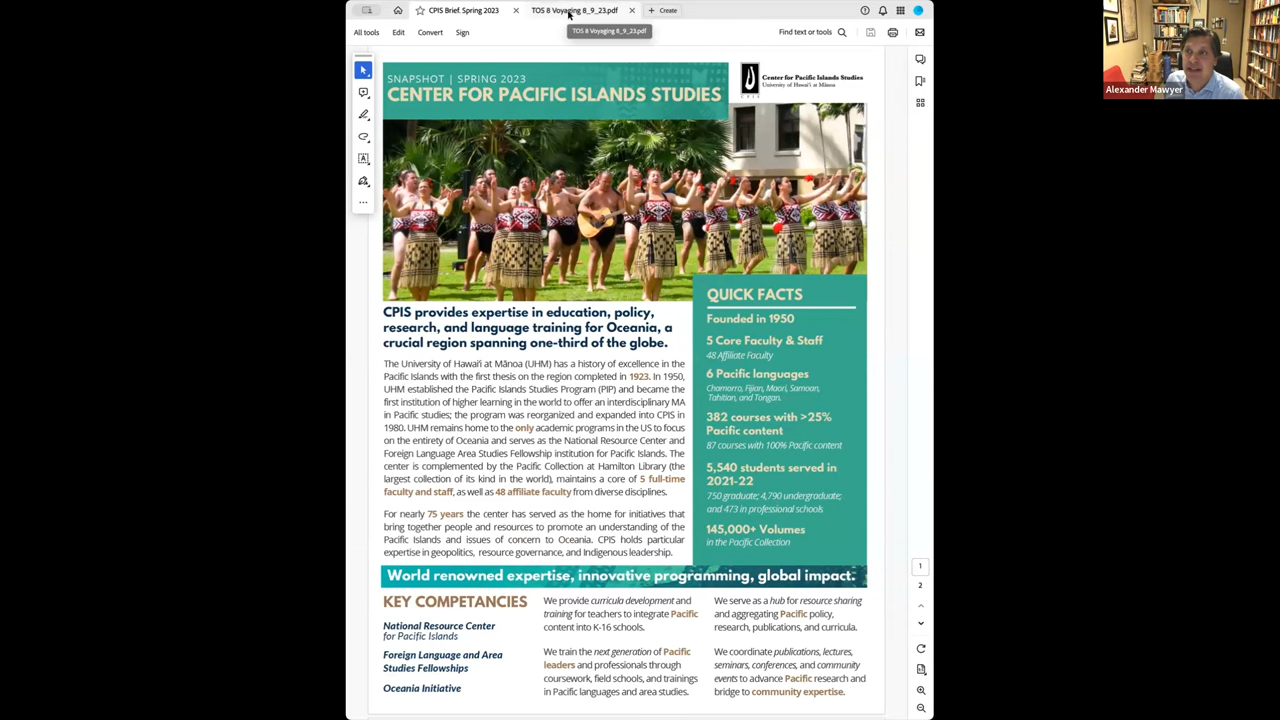 CPIS Brief. Spring 2023
TOS 8 Voyaging 8_9_23.pdf
Create
All tools
Edit
Convert
Sign
TOS 8 Voyaging 8_9_23.pdf
Find text or tools
Alexander Mawyer
SNAPSHOT | SPRING 2023
CENTER FOR PACIFIC ISLANDS STUDIES
CPIS
Center for Pacific Islands Studies
University of Hawai'i at Mānoa
CPIS provides expertise in education, policy,
research, and language training for Oceania, a
crucial region spanning one-third of the globe.
The University of Hawai'i at Mānoa (UHM) has a history of excellence in the
Pacific Islands with the first thesis on the region completed in 1923. In 1950,
UHM established the Pacific Islands Studies Program (PIP) and became the
first institution of higher learning in the world to offer an interdisciplinary MA
in Pacific studies; the program was reorganized and expanded into CPIS in
1980. UHM remains home to the only academic programs in the US to focus
on the entirety of Oceania and serves as the National Resource Center and
Foreign Language Area Studies Fellowship institution for Pacific Islands. The
center is complemented by the Pacific Collection at Hamilton Library (the
largest collection of its kind in the world), maintains a core of 5 full-time
faculty and staff, as well as 48 affiliate faculty from diverse disciplines.
For nearly 75 years the center has served as the home for initiatives that
bring together people and resources to promote an understanding of the
Pacific Islands and issues of concern to Oceania. CPIS holds particular
expertise in geopolitics, resource governance, and Indigenous leadership.
QUICK FACTS
Founded in 1950
5 Core Faculty & Staff
48 Affiliate Faculty
6 Pacific languages
Chamorro, Fijian, Maori, Samoan,
Tahitian, and Tongan.
382 courses with >25%
Pacific content
87 courses with 100% Pacific content
5,540 students served in
2021-22
750 graduate; 4,790 undergraduate;
and 473 in professional schools
145,000+ Volumes
in the Pacific Collection
World renowned expertise, innovative programming, global impact.
KEY COMPETANCIES
National Resource Center
for Pacific Islands
Foreign Language and Area
Studies Fellowships
Oceania Initiative
We provide curricula development and
training for teachers to integrate Pacific
content into K-16 schools.
We train the next generation of Pacific
leaders and professionals through
coursework, field schools, and trainings
in Pacific languages and area studies.
We serve as a hub for resource sharing
and aggregating Pacific policy,
research, publications, and curricula.
We coordinate publications, lectures,
seminars, conferences, and community
events to advance Pacific research and
bridge to community expertise.
1
2